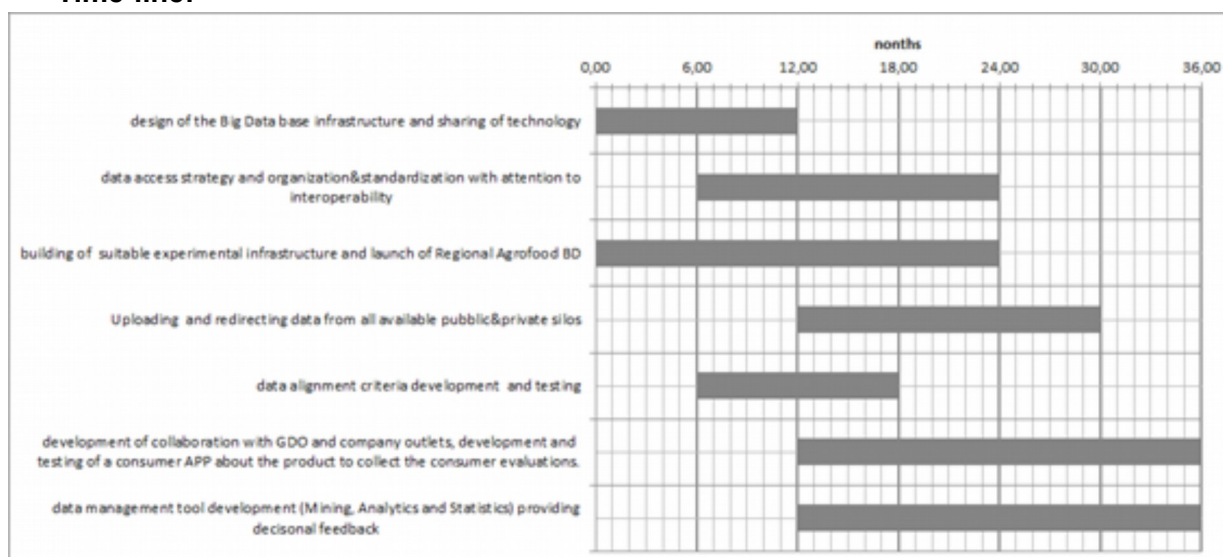 Time line:
nonths
0,00 6,00 12,00 18,00 24,00 30,00 36,00
design of the Big Data base infrastructure and sharing of technology
data access strategy and organization&standardization with attention to
interoperability
building of suitable experimental infrastructure and launch of Regional Agrofood BD
Uploading and redirecting data from all available pubblic&private silos
data alignment criteria development and testing
development of collaboration with GDO and company outlets, development and
testing of a consumer APP about the product to collect the consumer evaluations.
data management tool development (Mining, Analytics and Statistics) providing
decisonal feedback